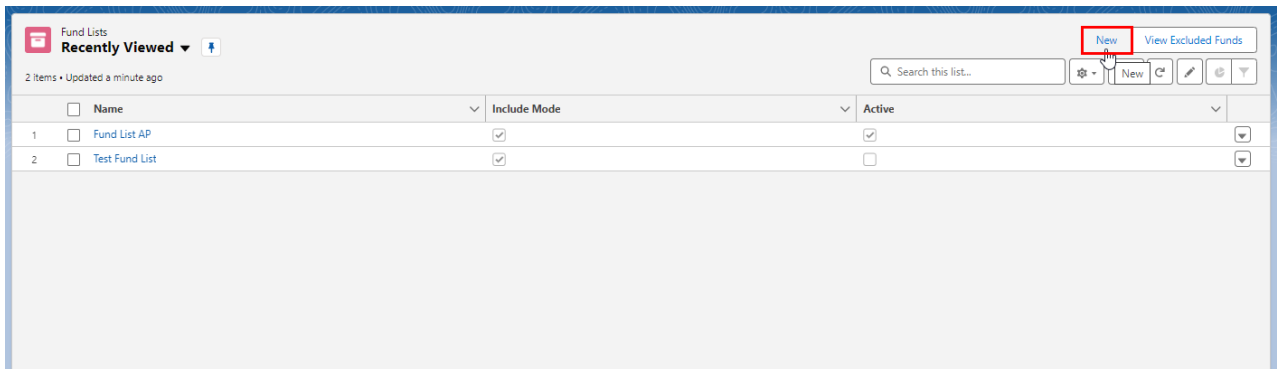 Fund Lists
Recently Viewed
New
View Excluded Funds
2 items • Updated a minute ago
Search this list...
New
Name
Include Mode
Active
1
Fund List AP
2
Test Fund List